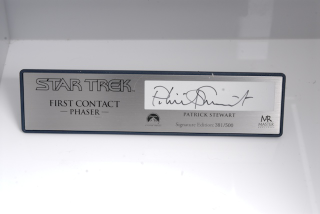 STAR TREK
FIRST CONTACT
— PHASER —
PATRICK STEWART
Signature Edition
MR